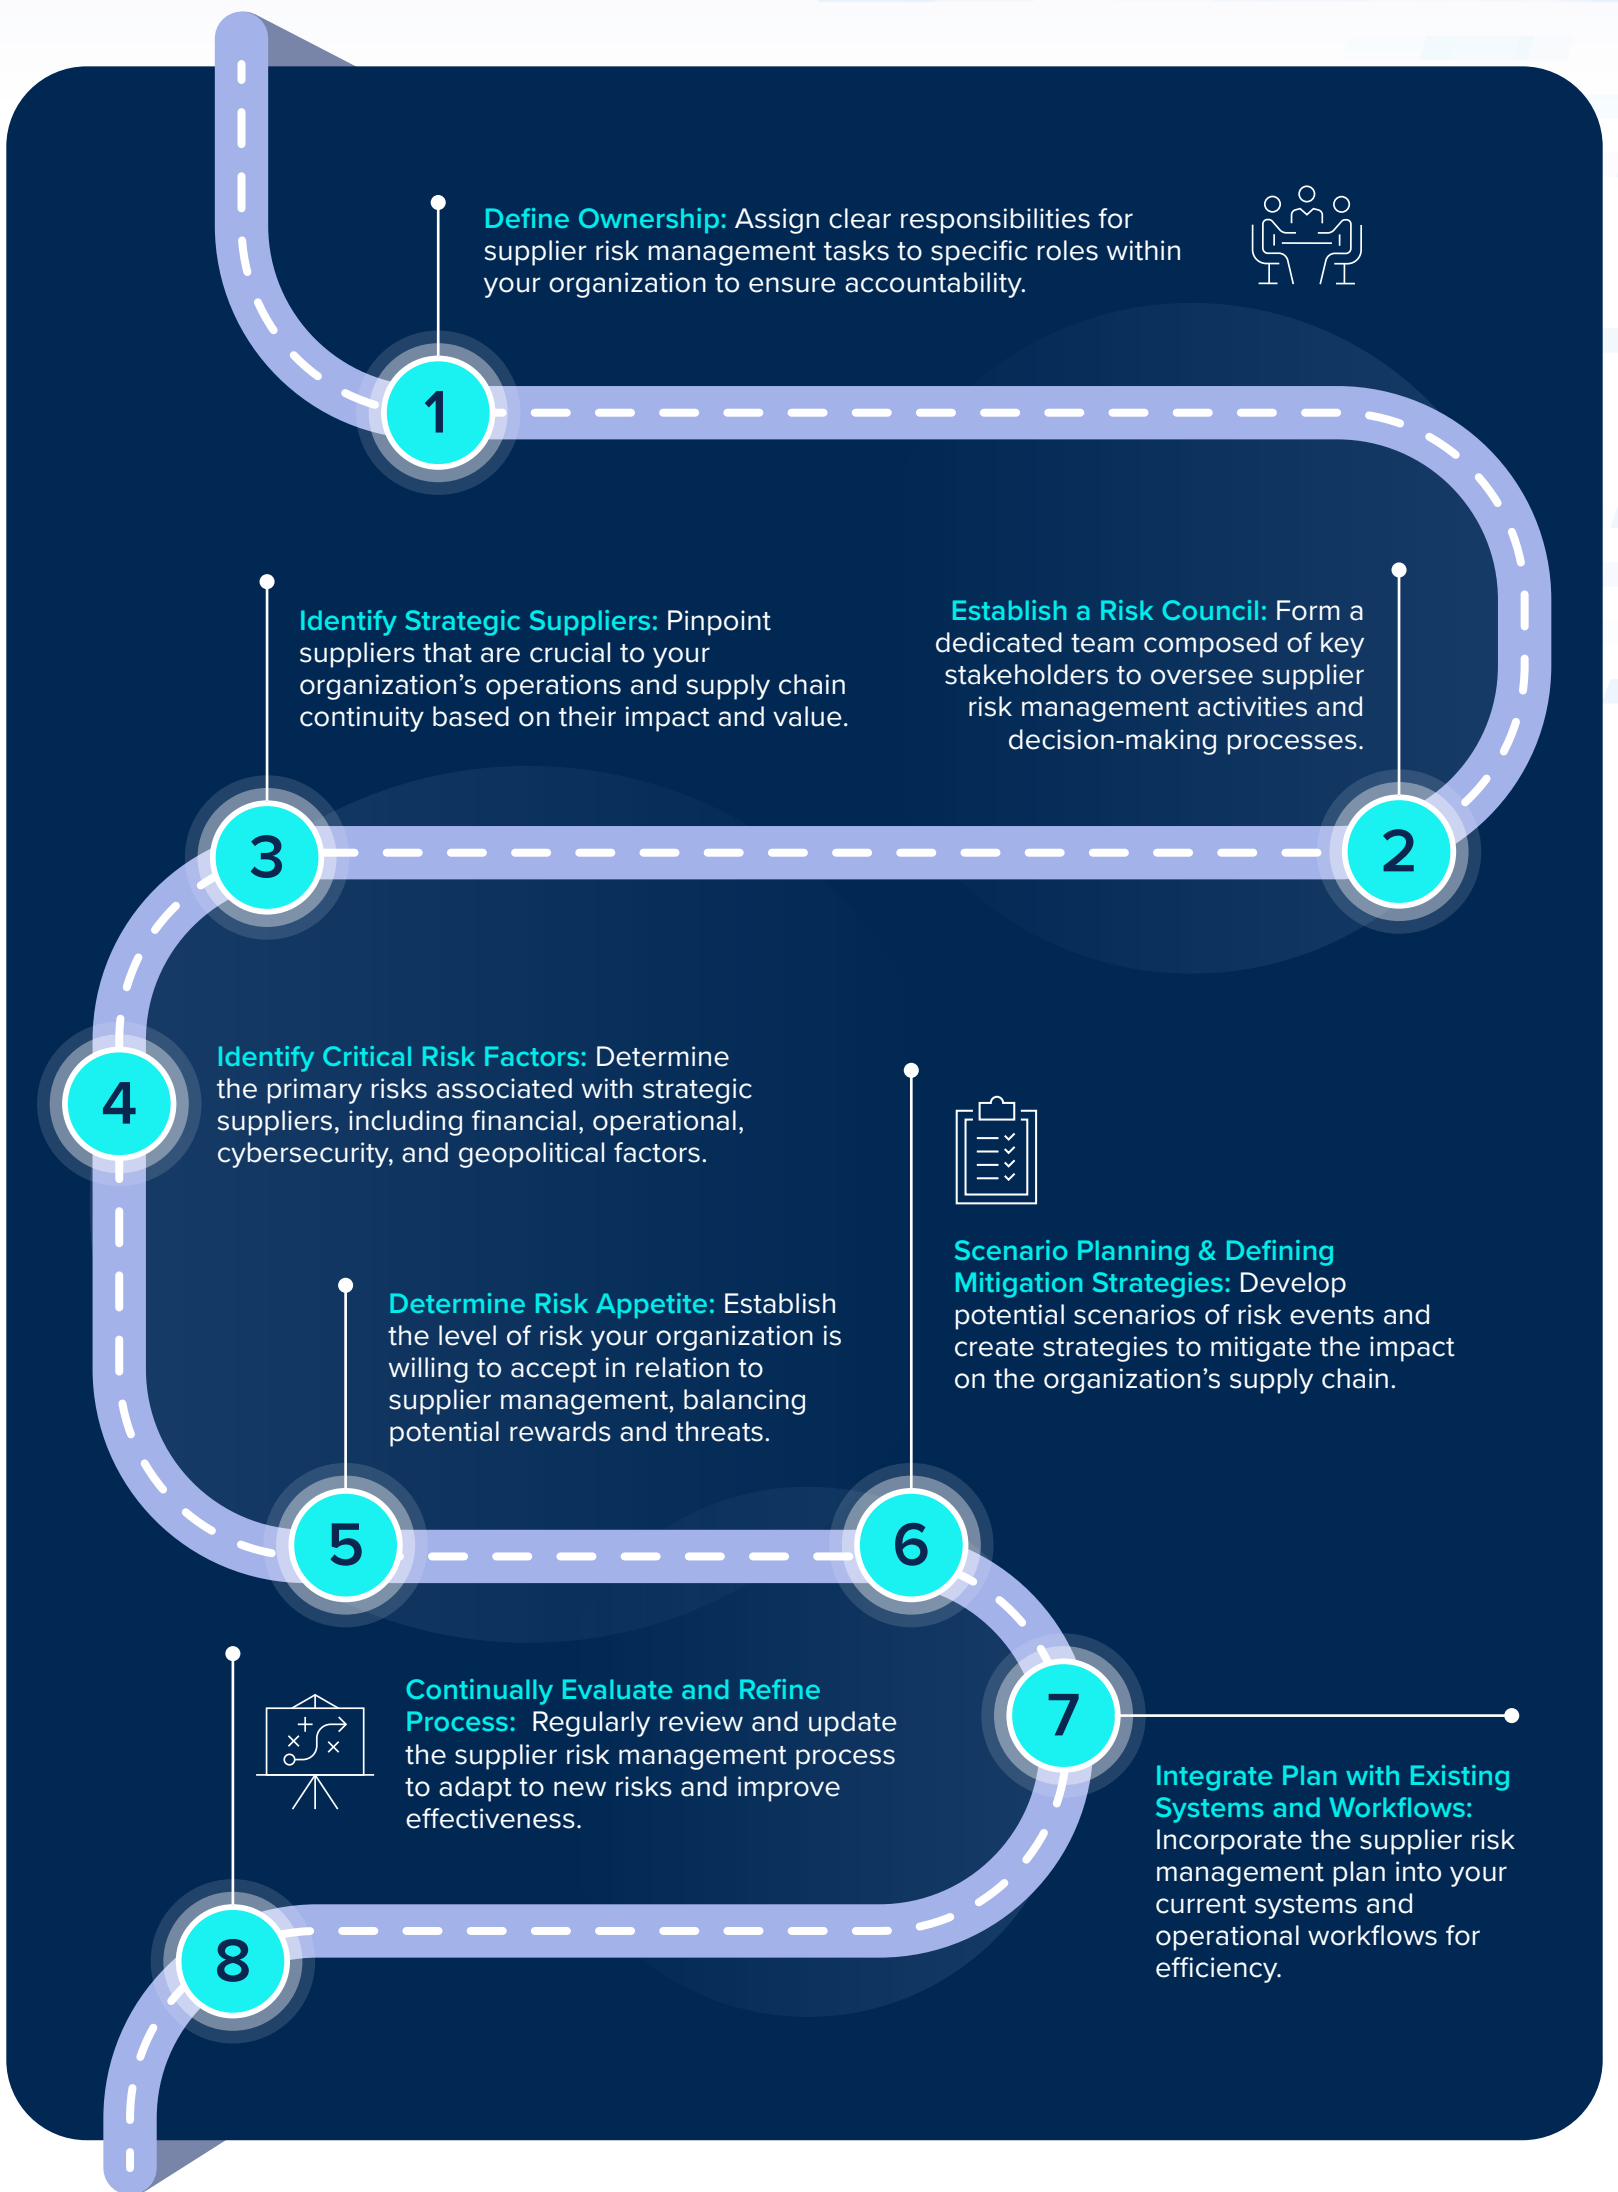 Define Ownership: Assign clear responsibilities for
supplier risk management tasks to specific roles within
your organization to ensure accountability.
1
Establish a Risk Council: Form a
dedicated team composed of key
stakeholders to oversee supplier
risk management activities and
decision-making processes.
2
Identify Strategic Suppliers: Pinpoint
suppliers that are crucial to your
organization’s operations and supply chain
continuity based on their impact and value.
3
4
Identify Critical Risk Factors: Determine
the primary risks associated with strategic
suppliers, including financial, operational,
cybersecurity, and geopolitical factors.
Determine Risk Appetite: Establish
the level of risk your organization is
willing to accept in relation to
supplier management, balancing
potential rewards and threats.
5
Scenario Planning & Defining
Mitigation Strategies: Develop
potential scenarios of risk events and
create strategies to mitigate the impact
on the organization’s supply chain.
6
7
Integrate Plan with Existing
Systems and Workflows:
Incorporate the supplier risk
management plan into your
current systems and
operational workflows for
efficiency.
Continually Evaluate and Refine
Process:  Regularly review and update
the supplier risk management process
to adapt to new risks and improve
effectiveness.
8